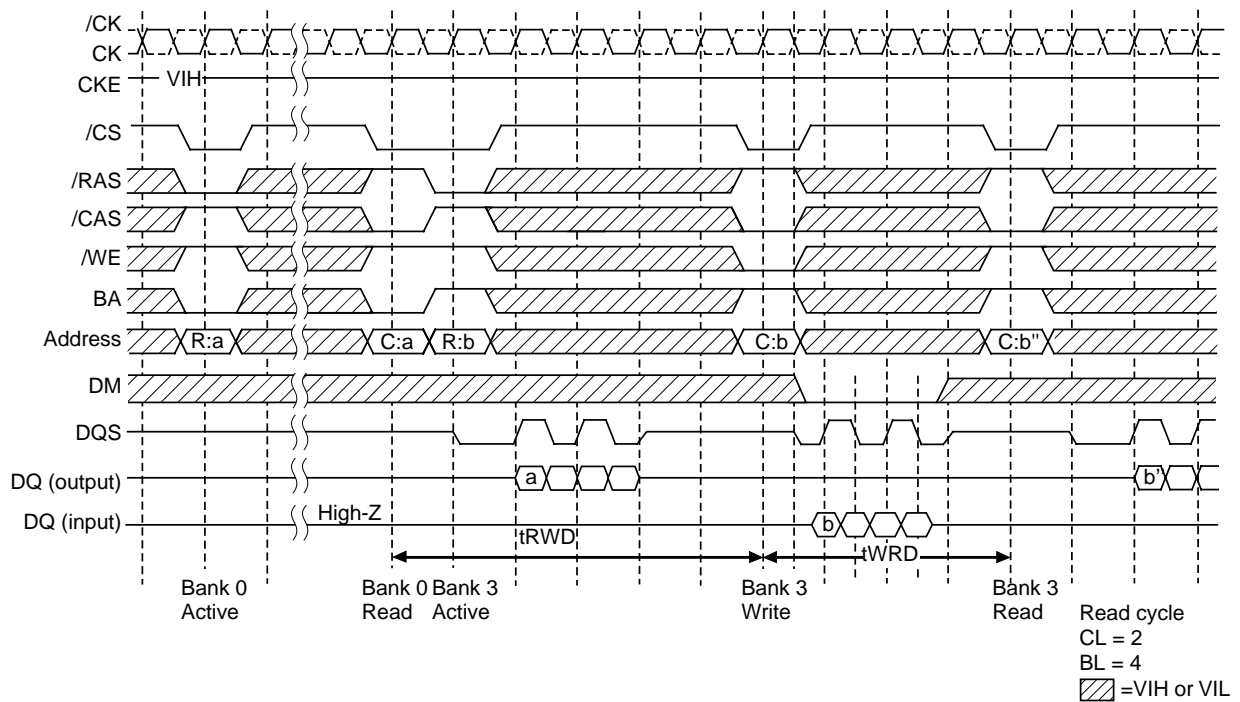 /CK
CK
CKE VIH
/CS
/RAS
/CAS
/WE
BA
Address R:a C:a R:b C:b C:b''
DM
DQS
DQ (output) a b’
DQ (input) High-Z b
tRWD tWRD
Bank 0 Active
Bank 0 Read
Bank 3 Active
Bank 3 Write
Bank 3 Read
Read cycle
CL = 2
BL = 4
=VIH or VIL